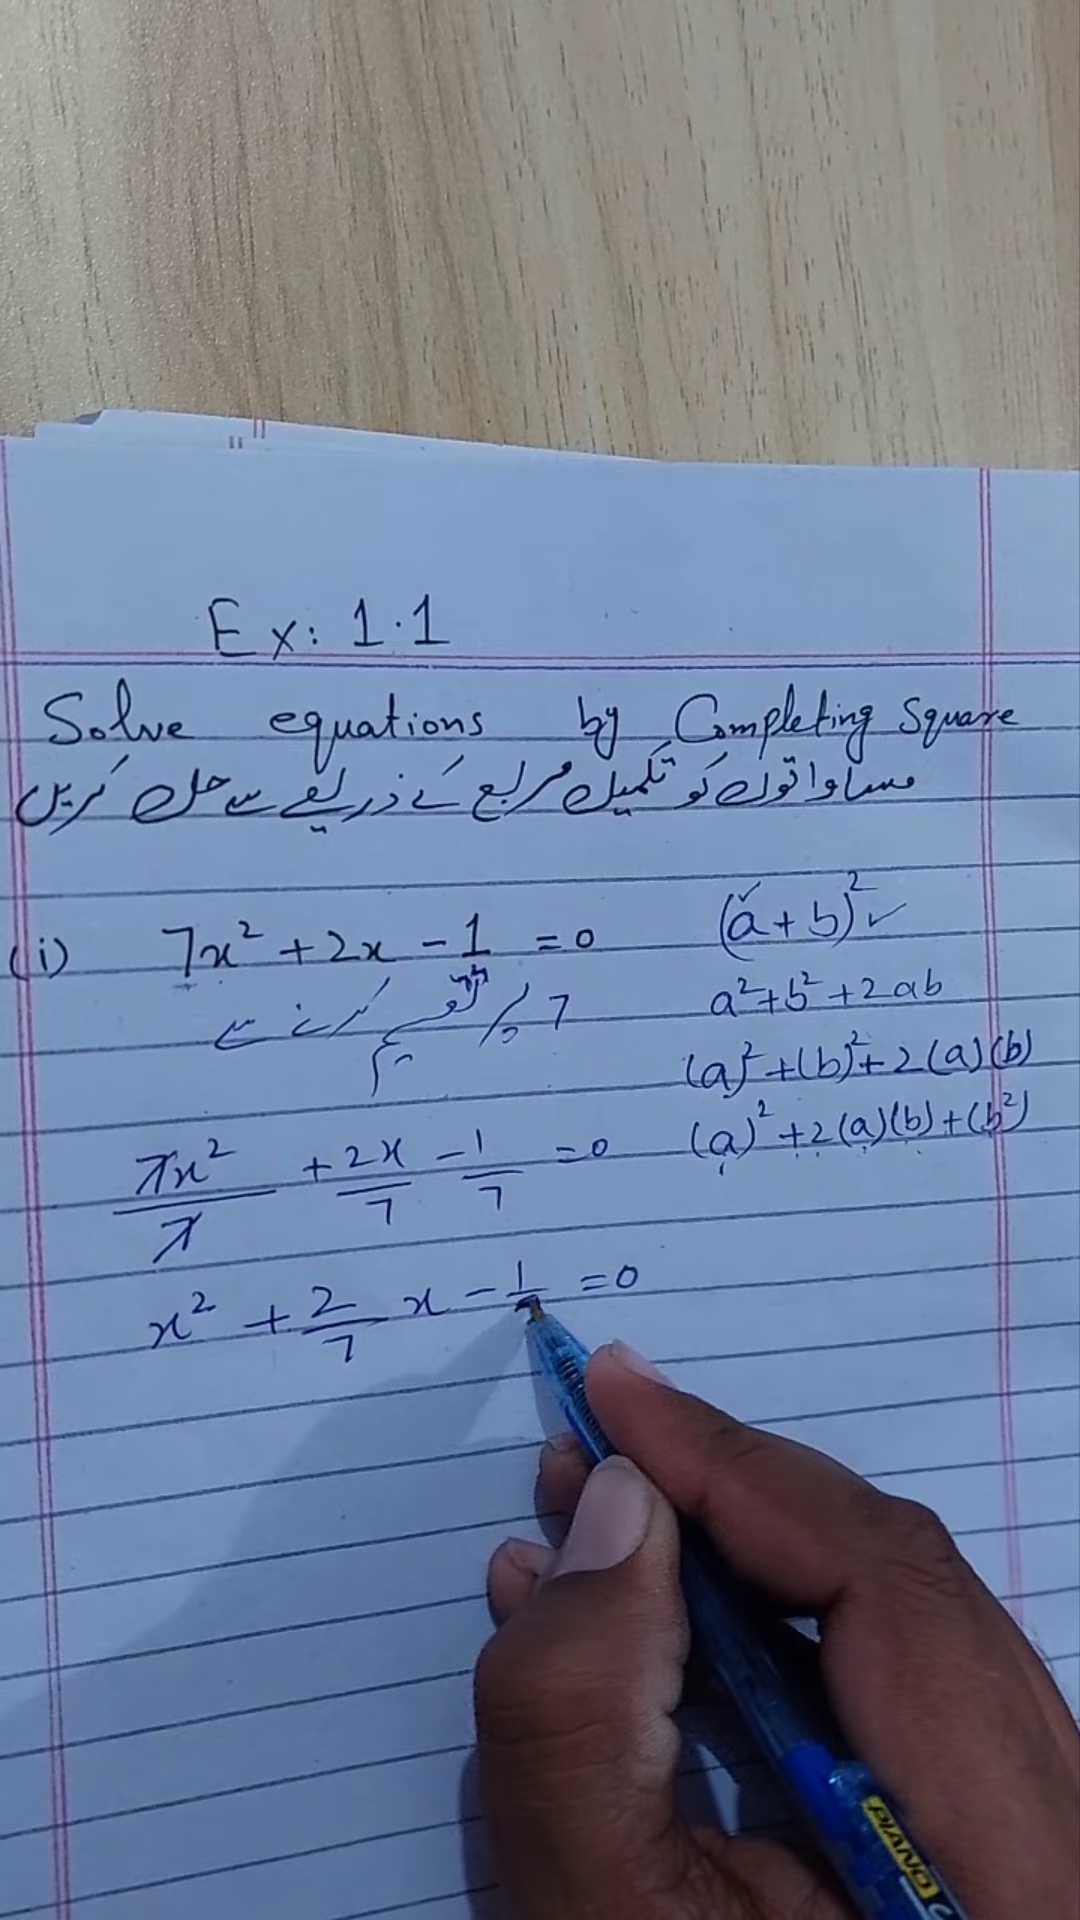 Ex: 1.1
Solve equations by Completing Square
مساواتوں کو تکمیل مربع کے ذریعے سے حل کریں
(i) 7x² + 2x - 1 = 0
(a + b)²
7 پر تقسیم کرنے سے
a² + b² + 2ab
(a)² + (b)² + 2(a)(b)
7x²/7 + 2x/7 - 1/7 = 0
(a)² + 2(a)(b) + (b²)
x² + 2/7 x - 1/7 = 0